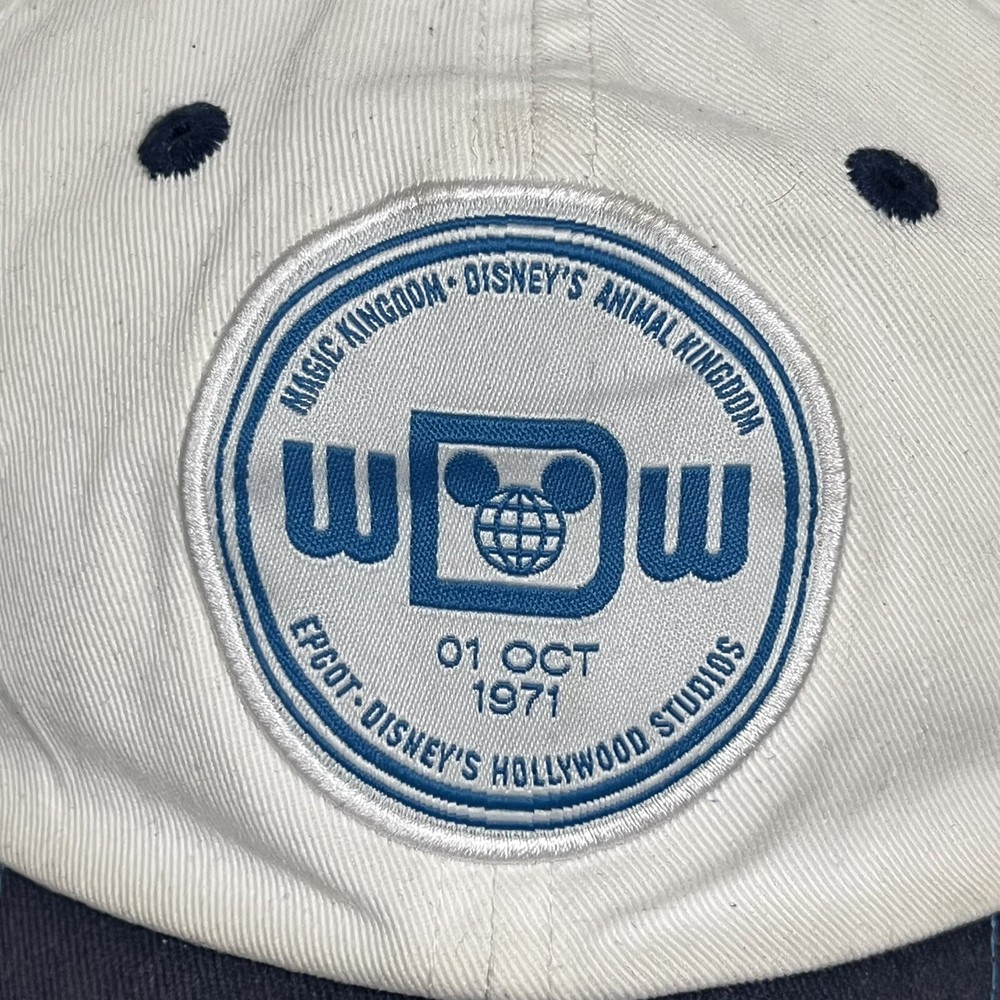 MAGIC KINGDOM · DISNEY'S ANIMAL KINGDOM
WDW
01 OCT
1971
EPCOT · DISNEY'S HOLLYWOOD STUDIOS